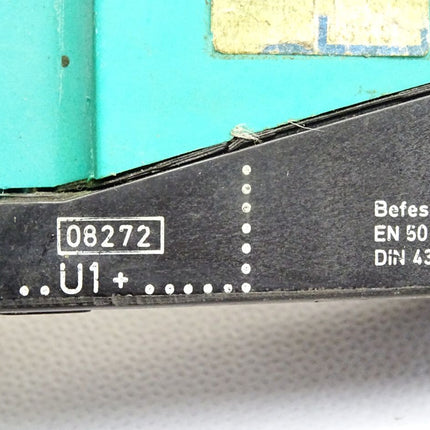 08272
U1 +
Befes
EN 50
DIN 43